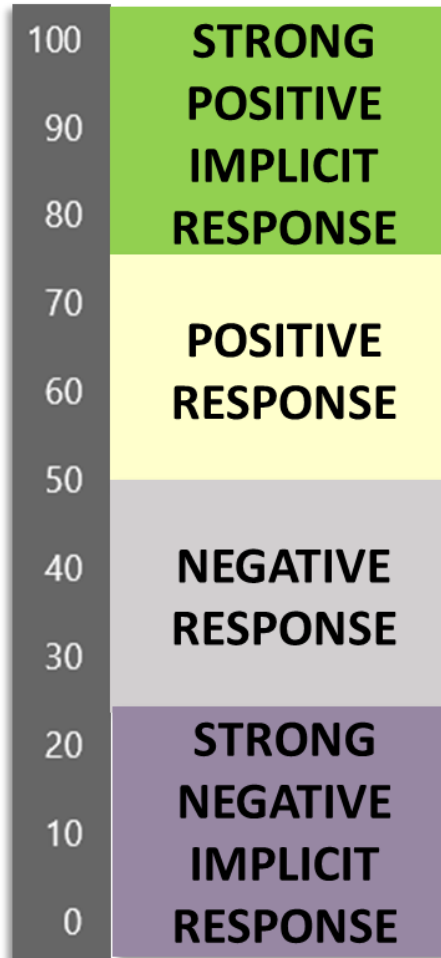 100
90
80
70
60
50
40
30
20
10
0
STRONG
POSITIVE
IMPLICIT
RESPONSE
POSITIVE
RESPONSE
NEGATIVE
RESPONSE
STRONG
NEGATIVE
IMPLICIT
RESPONSE